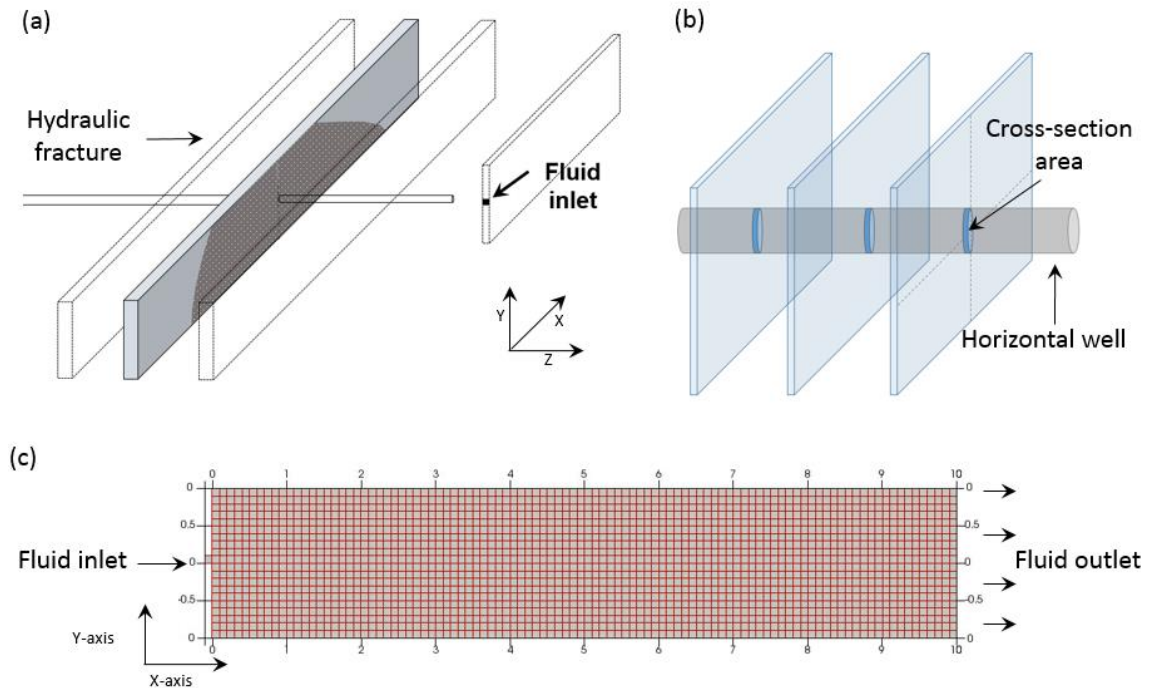 (a)
Hydraulic
fracture
Fluid
inlet
Y
X
Z
(b)
Cross-section
area
Horizontal well
(c)
0 1 2 3 4 5 6 7 8 9 10
0 0
0.5 0.5
Fluid inlet 0 0 Fluid outlet
-0.5 -0.5
0 0
0 1 2 3 4 5 6 7 8 9 10
Y-axis
X-axis